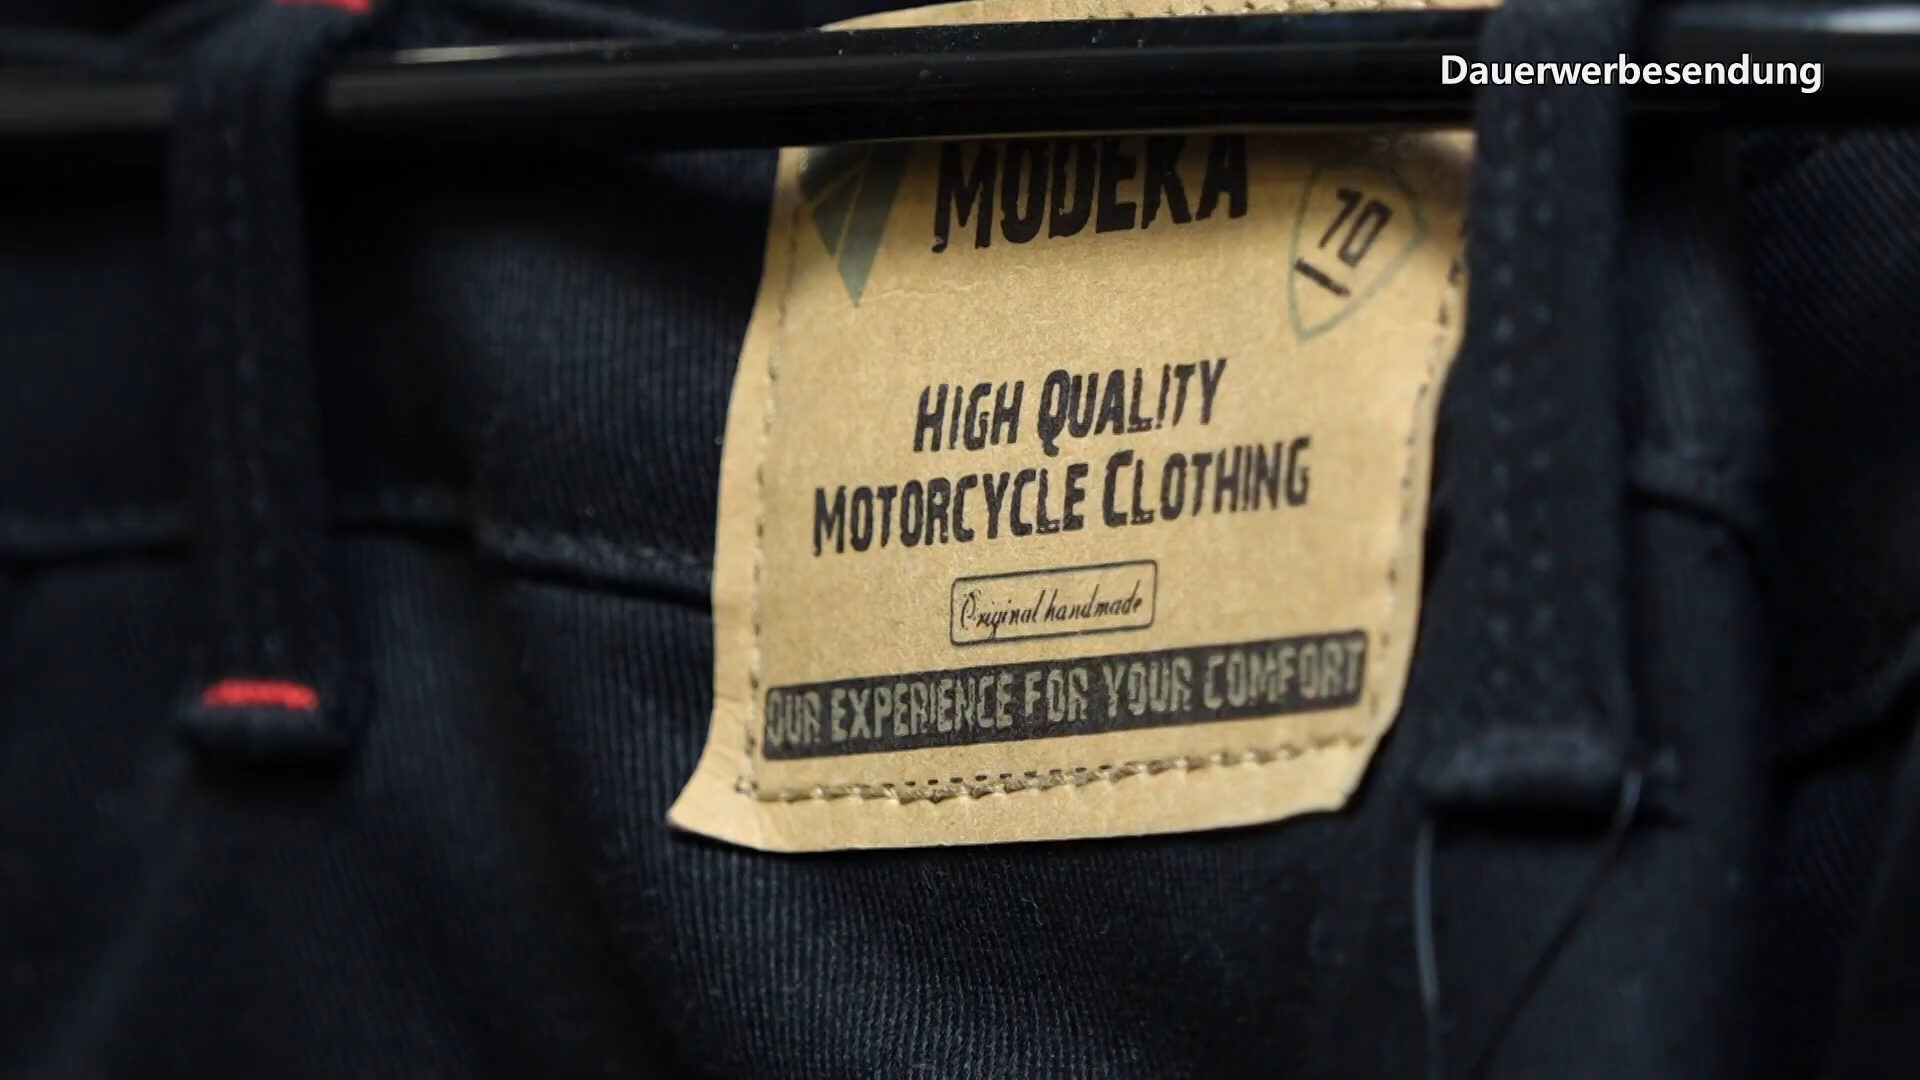 Dauerwerbesendung
MODEKA
70
HIGH QUALITY
MOTORCYCLE CLOTHING
Original handmade
OUR EXPERIENCE FOR YOUR COMFORT